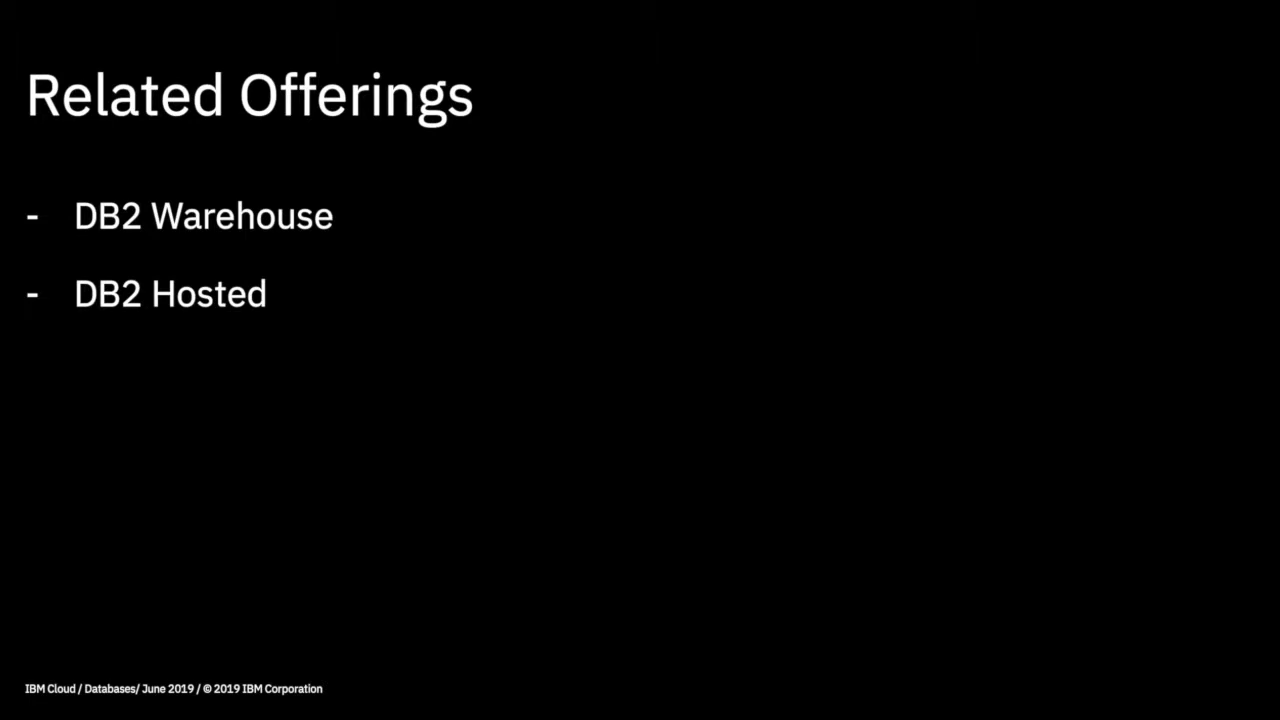 Related Offerings
- DB2 Warehouse
- DB2 Hosted
IBM Cloud / Databases/ June 2019 / © 2019 IBM Corporation